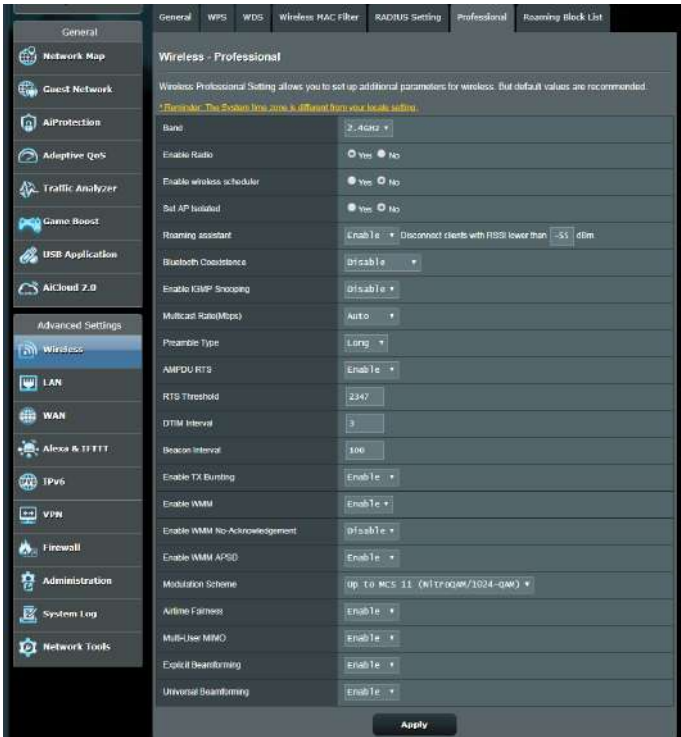 General WPS WDS Wireless MAC Filter RADIUS Setting Professional Roaming Block List
General
Network Map
Guest Network
AiProtection
Adaptive QoS
Traffic Analyzer
Game Boost
USB Application
AiCloud 2.0
Advanced Settings
Wireless
LAN
WAN
Alexa & IFTTT
IPv6
VPN
Firewall
Administration
System Log
Network Tools
Wireless - Professional
Wireless Professional Setting allows you to set up additional parameters for wireless. But default values are recommended.
* Reminder: The System time zone is different from your locale setting.
Band 2.4GHz
Enable Radio Yes No
Enable wireless scheduler Yes No
Set AP Isolated Yes No
Roaming assistant Enable Disconnect clients with RSSI lower than -55 dBm
Bluetooth Coexistence Disable
Enable IGMP Snooping Disable
Multicast Rate(Mbps) Auto
Preamble Type Long
AMPDU RTS Enable
RTS Threshold 2347
DTIM Interval 3
Beacon Interval 100
Enable TX Bursting Enable
Enable WMM Enable
Enable WMM No-Acknowledgement Disable
Enable WMM APSD Enable
Modulation Scheme Up to MCS 11 (NitroQAM/1024-QAM)
Airtime Fairness Enable
Multi-User MIMO Enable
Explicit Beamforming Enable
Universal Beamforming Enable
Apply